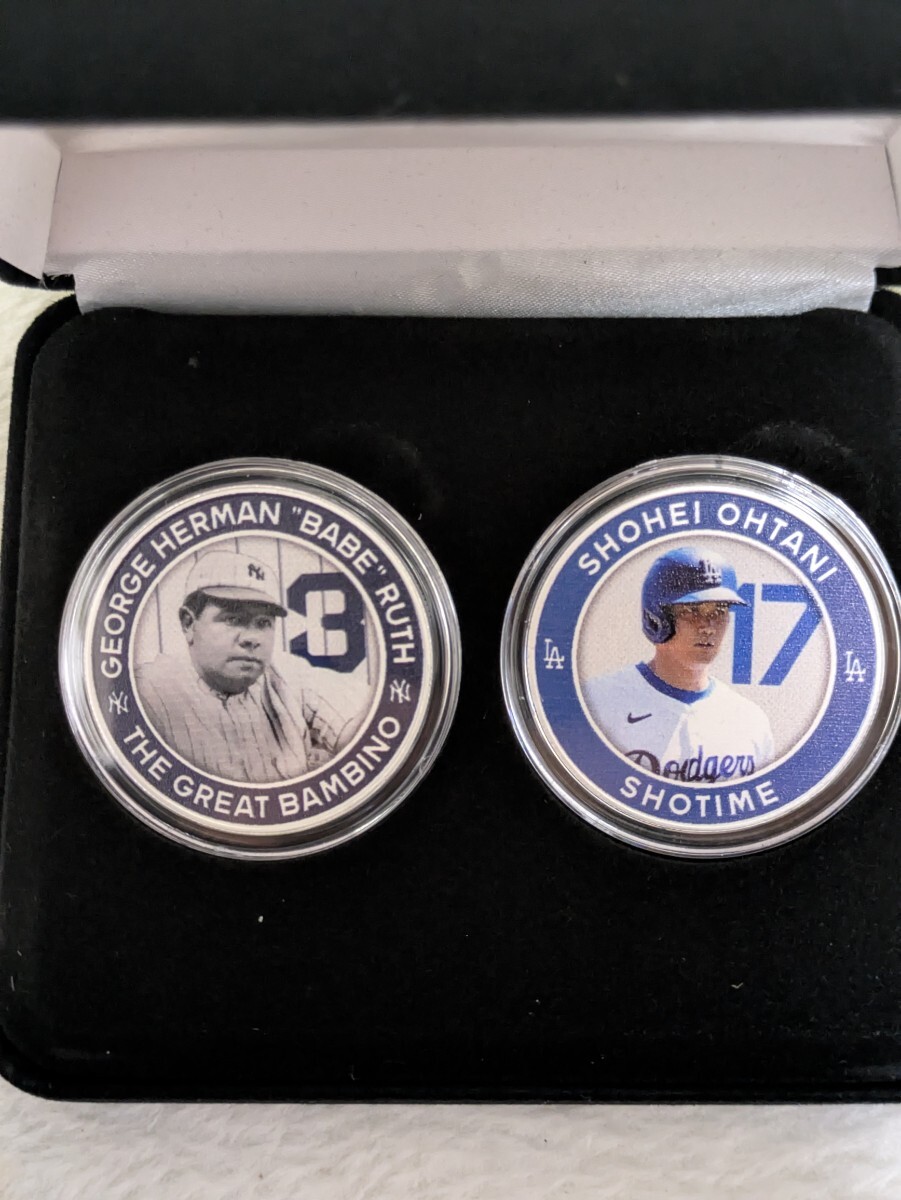 GEORGE HERMAN "BABE" RUTH
NY
3
NY NY
THE GREAT BAMBINO
SHOHEI OHTANI
LA
17
LA LA
Dodgers
SHOTIME